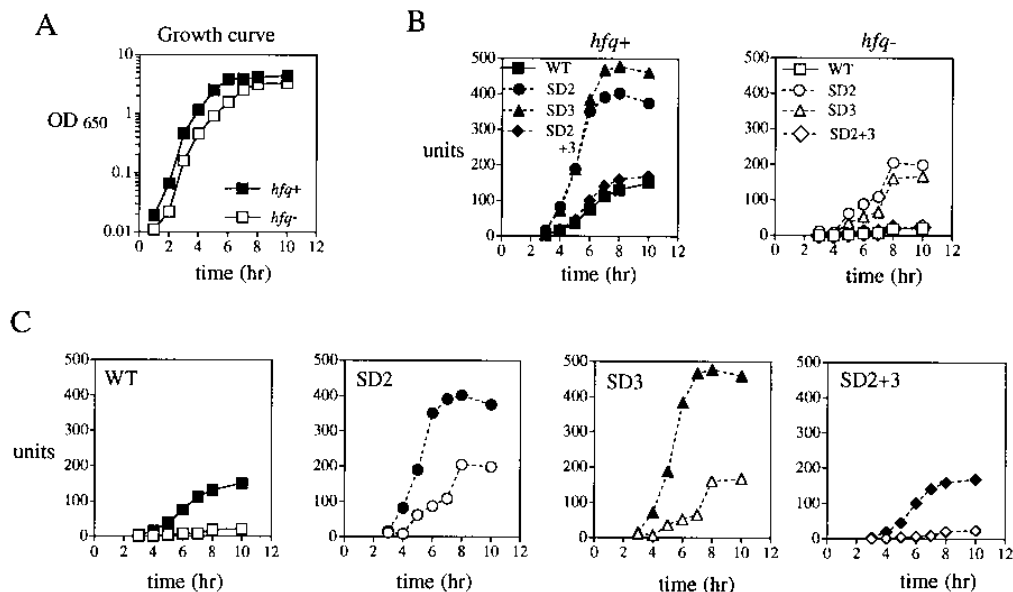 A
Growth curve
10
1
0.1
0.01
OD 650
hfq+
hfq-
0 2 4 6 8 10 12
time (hr)
B
hfq+
500
400
300
200
100
0
units
WT
SD2
SD3
SD2
+3
0 2 4 6 8 10 12
time (hr)
hfq-
500
400
300
200
100
0
WT
SD2
SD3
SD2+3
0 2 4 6 8 10 12
time (hr)
C
WT
500
400
300
200
100
0
units
0 2 4 6 8 10 12
time (hr)
SD2
500
400
300
200
100
0
0 2 4 6 8 10 12
time (hr)
SD3
500
400
300
200
100
0
0 2 4 6 8 10 12
time (hr)
SD2+3
500
400
300
200
100
0
0 2 4 6 8 10 12
time (hr)